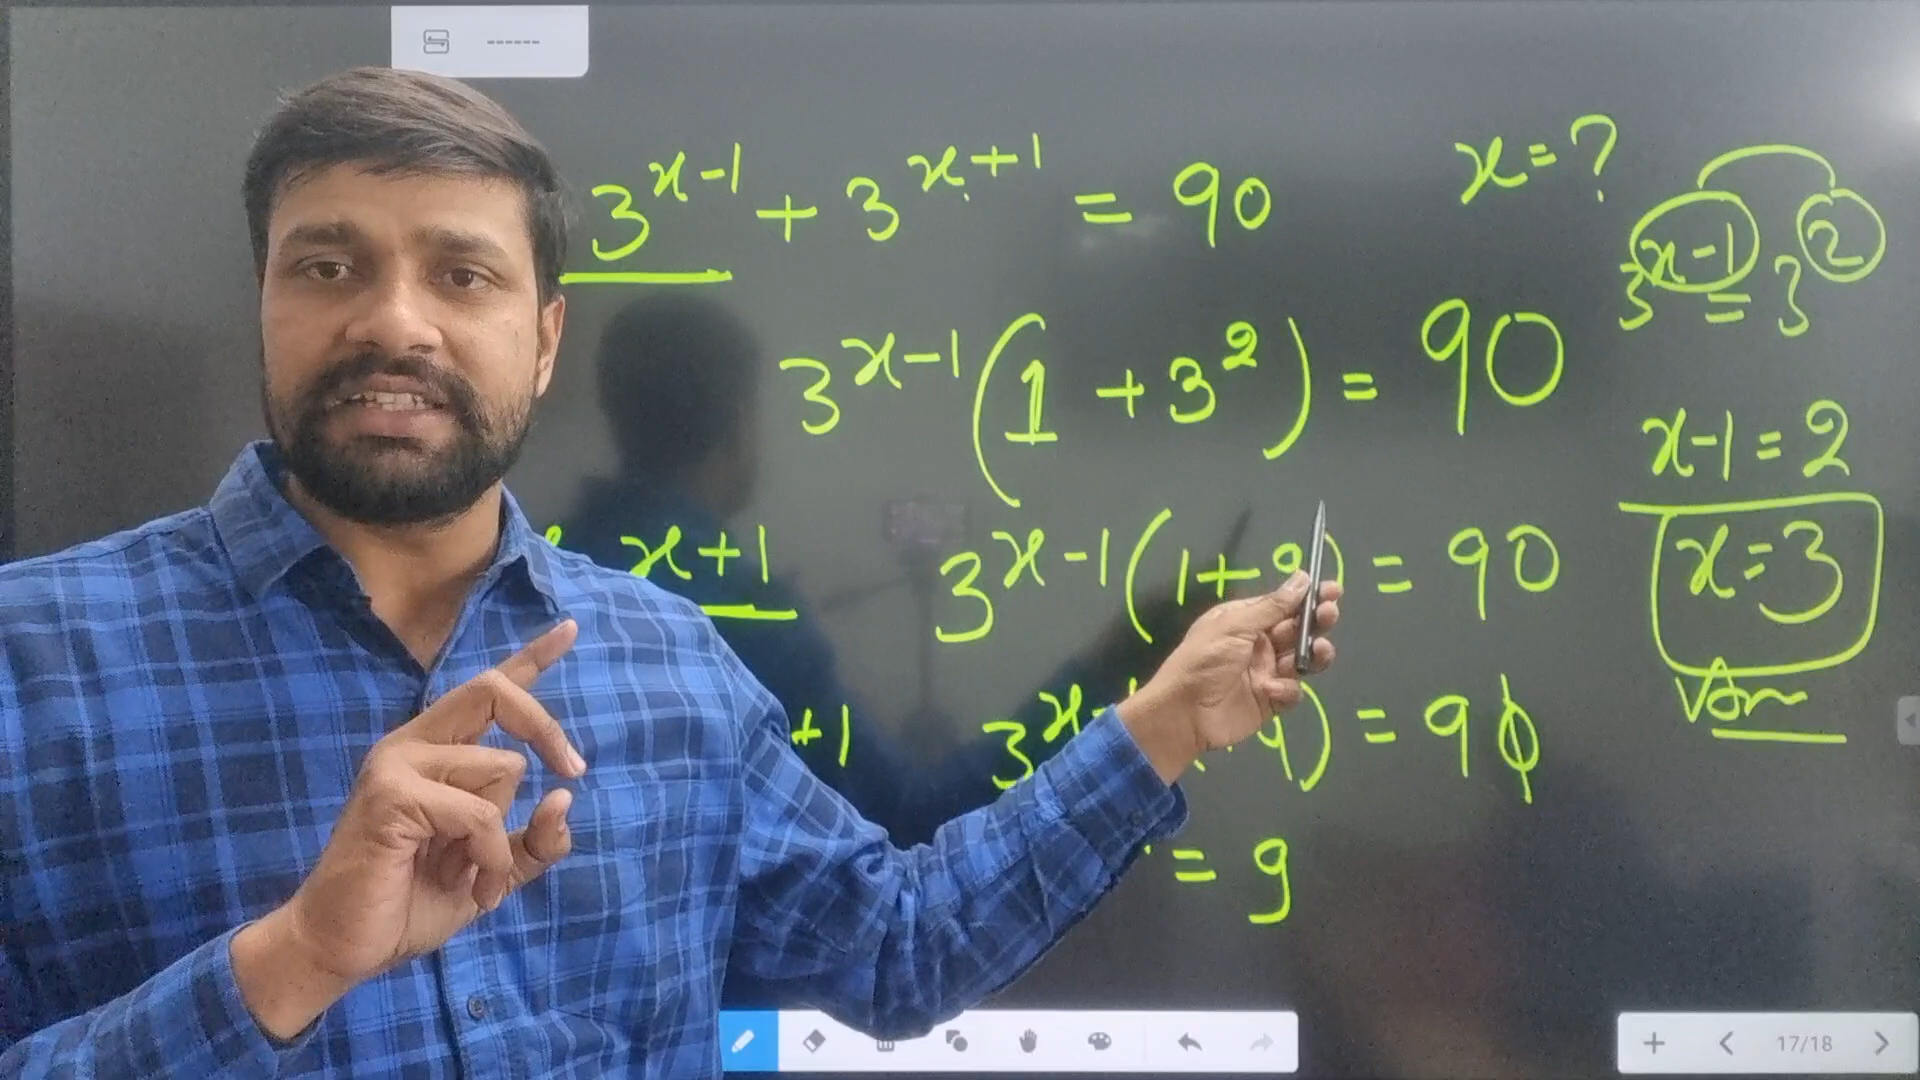 3^{x-1} + 3^{x+1} = 90
x = ?
3^{x-1} (1 + 3^2) = 90
x+1
3^{x-1} (1+9) = 90
+1
) = 90
= 9
3^{x-1} = 3^2
x-1 = 2
x = 3
17/18